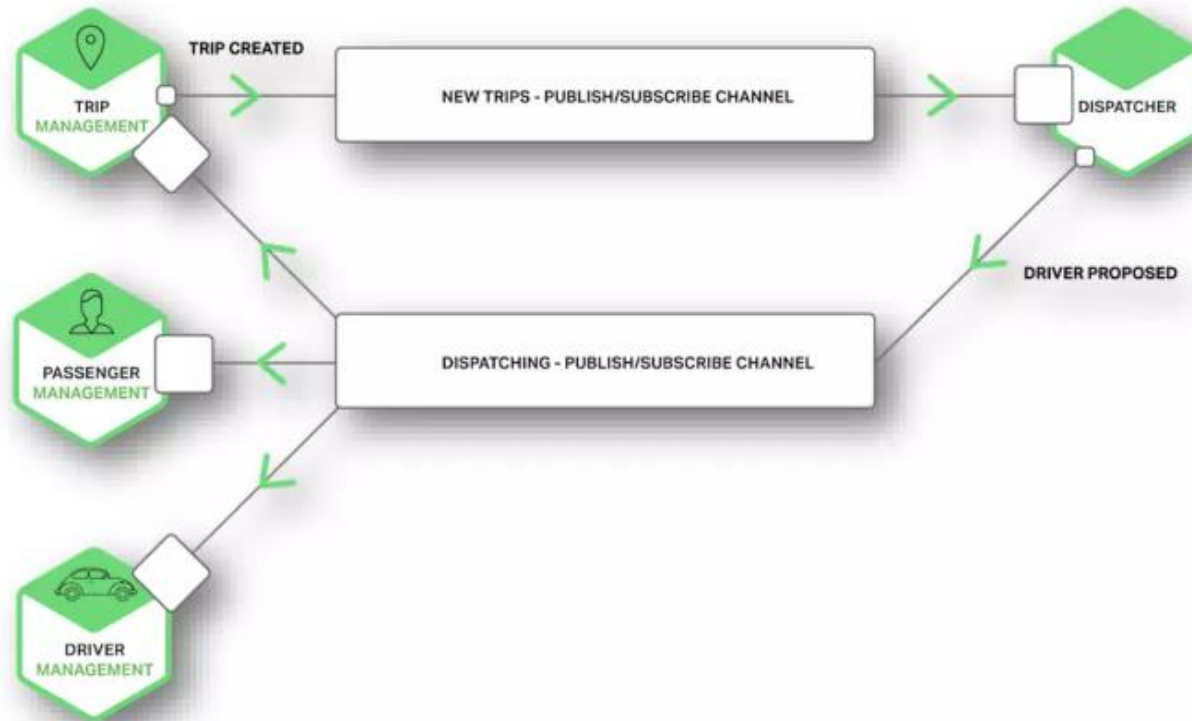 TRIP CREATED
TRIP
MANAGEMENT
NEW TRIPS - PUBLISH/SUBSCRIBE CHANNEL
DISPATCHER
DRIVER PROPOSED
PASSENGER
MANAGEMENT
DISPATCHING - PUBLISH/SUBSCRIBE CHANNEL
DRIVER
MANAGEMENT